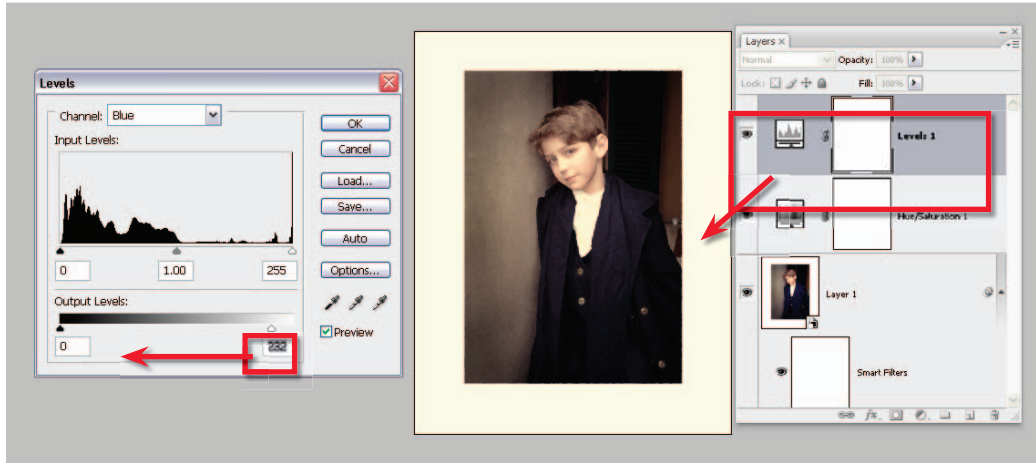 Levels
Channel: Blue
Input Levels:
0 1.00 255
Output Levels:
0 232
OK
Cancel
Load...
Save...
Auto
Options...
Preview
Layers ×
Normal Opacity: 100%
Lock: Fill: 100%
Levels 1
Hue/Saturation 1
Layer 1
Smart Filters
fx.